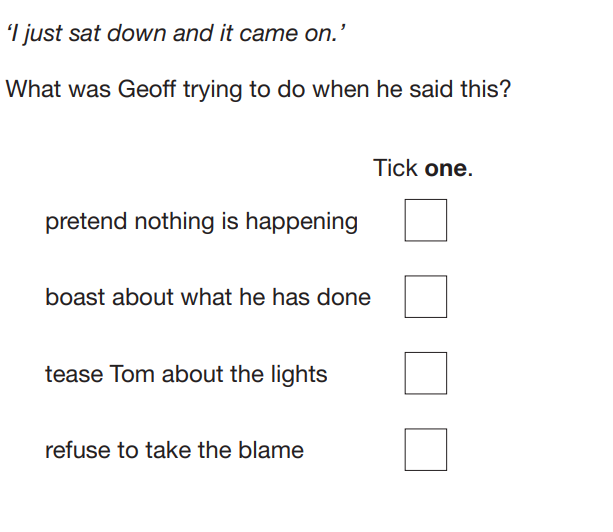 ‘I just sat down and it came on.’
What was Geoff trying to do when he said this?
Tick one.
pretend nothing is happening
boast about what he has done
tease Tom about the lights
refuse to take the blame